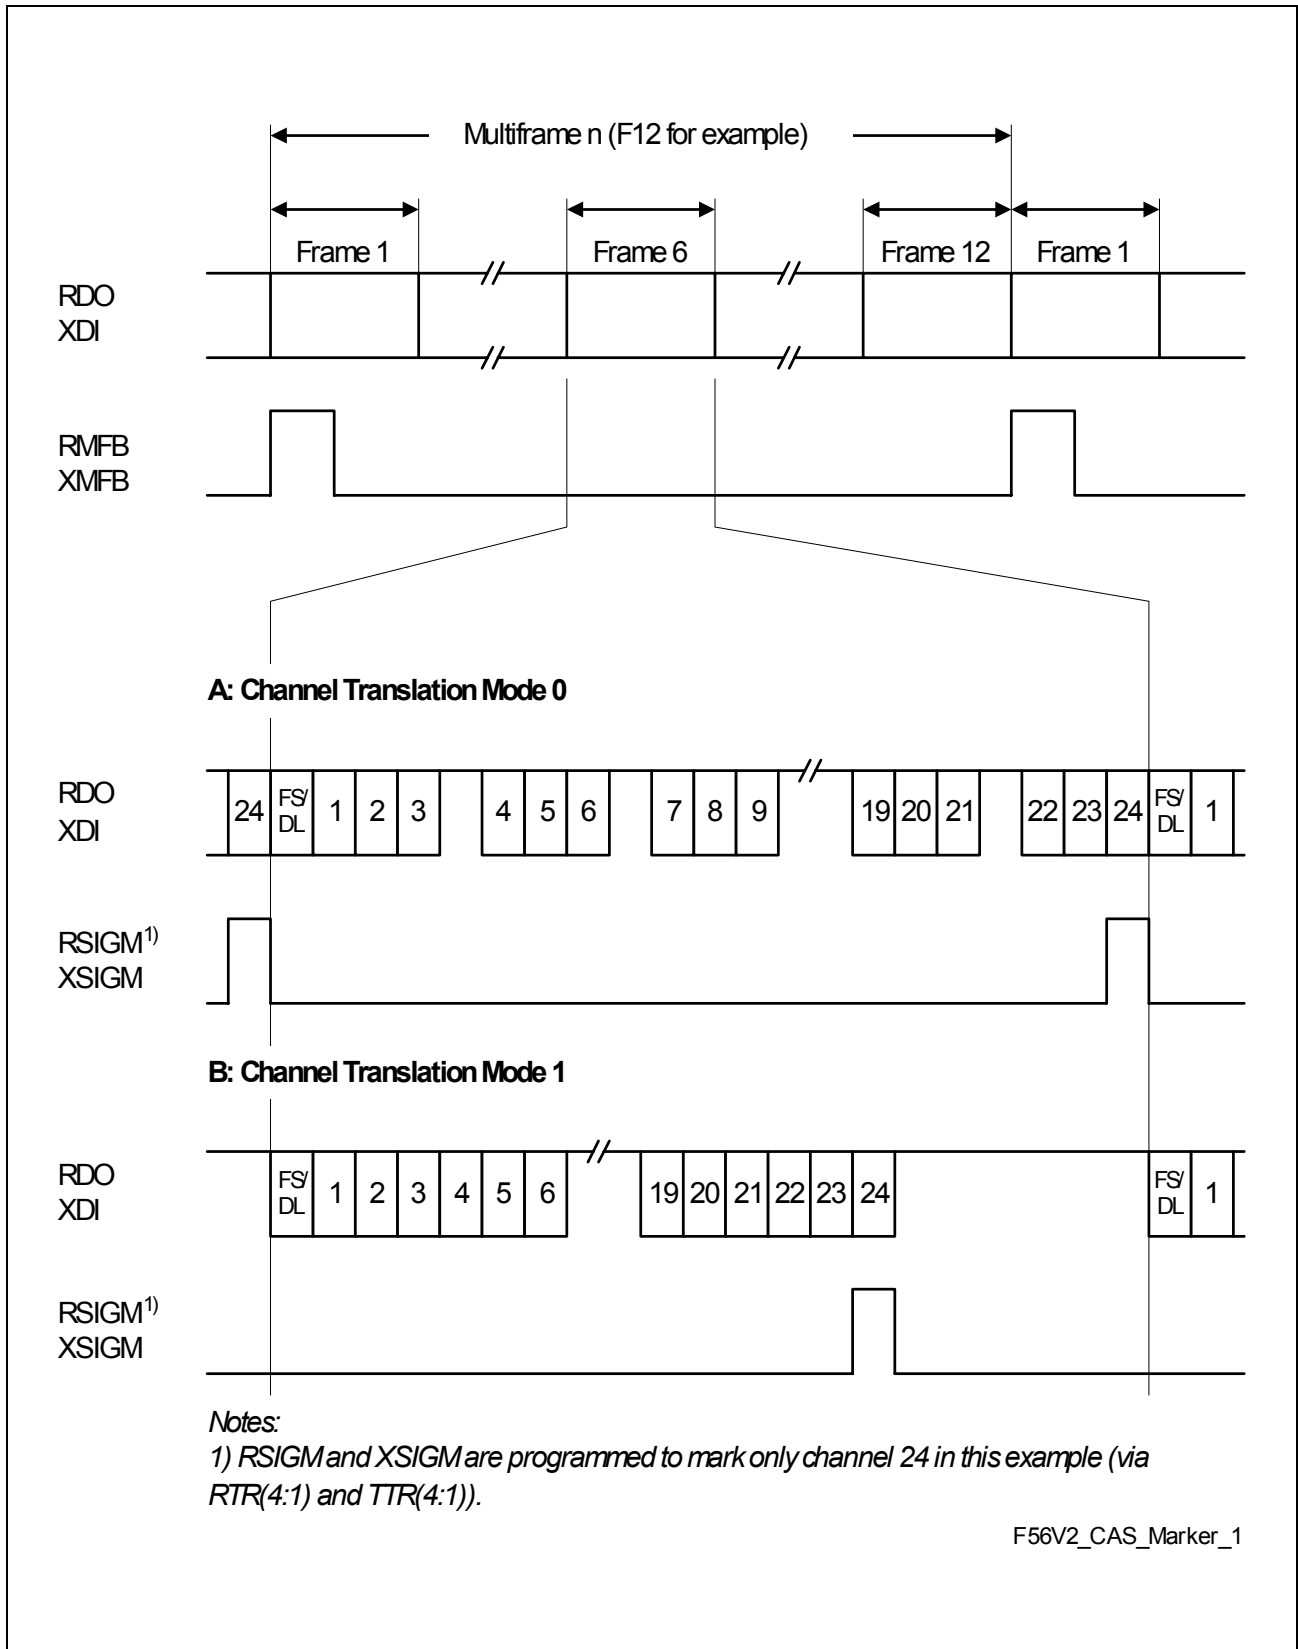 Multiframe n (F12 for example)
Frame 1 Frame 6 Frame 12 Frame 1
RDO
XDI
RMFB
XMFB
A: Channel Translation Mode 0
RDO
XDI
24 FS/DL 1 2 3 4 5 6 7 8 9 19 20 21 22 23 24 FS/DL 1
RSIGM1)
XSIGM
B: Channel Translation Mode 1
RDO
XDI
FS/DL 1 2 3 4 5 6 19 20 21 22 23 24 FS/DL 1
RSIGM1)
XSIGM
Notes:
1) RSIGM and XSIGM are programmed to mark only channel 24 in this example (via
RTR(4:1) and TTR(4:1)).
F56V2_CAS_Marker_1